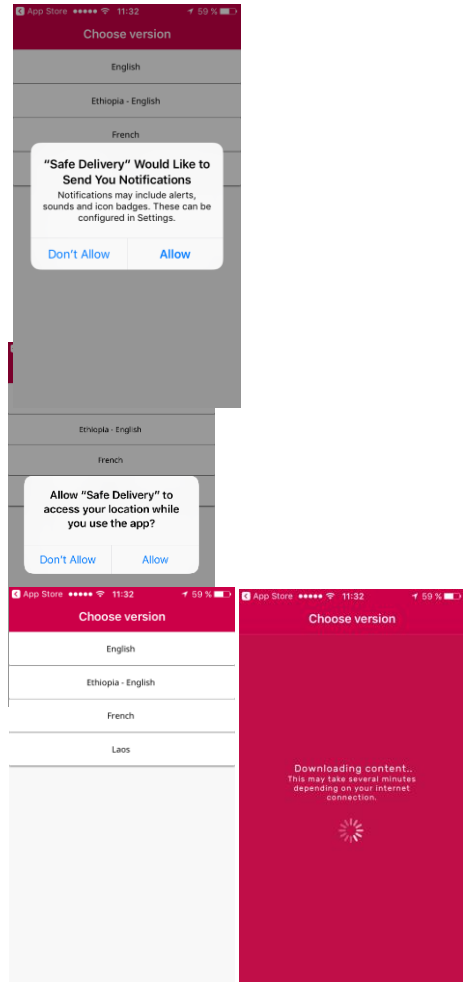 App Store 11:32 59 %
Choose version
English
Ethiopia - English
French
“Safe Delivery” Would Like to
Send You Notifications
Notifications may include alerts,
sounds and icon badges. These can be
configured in Settings.
Don’t Allow Allow
Ethiopia - English
French
Allow “Safe Delivery” to
access your location while
you use the app?
Don’t Allow Allow
App Store 11:32 59 %
Choose version
English
Ethiopia - English
French
Laos
App Store 11:32 59 %
Choose version
Downloading content..
This may take several minutes
depending on your internet
connection.